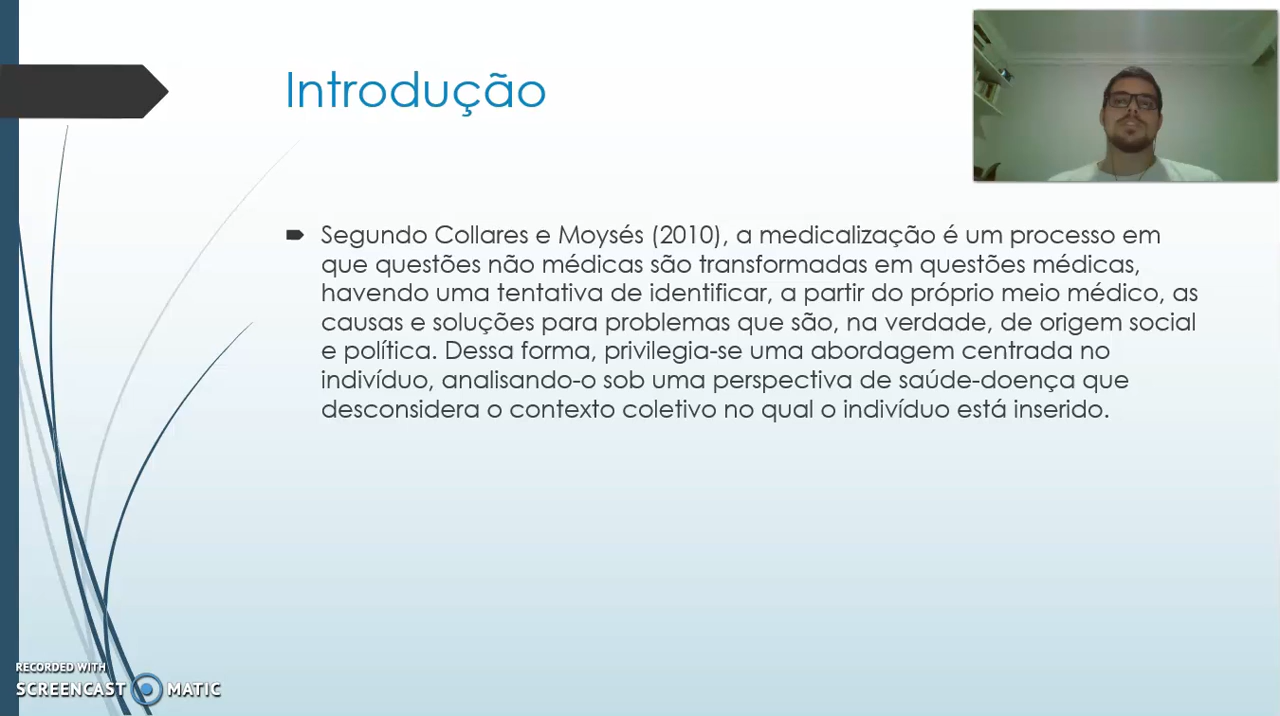 Introdução
Segundo Collares e Moysés (2010), a medicalização é um processo em
que questões não médicas são transformadas em questões médicas,
havendo uma tentativa de identificar, a partir do próprio meio médico, as
causas e soluções para problemas que são, na verdade, de origem social
e política. Dessa forma, privilegia-se uma abordagem centrada no
indivíduo, analisando-o sob uma perspectiva de saúde-doença que
desconsidera o contexto coletivo no qual o indivíduo está inserido.
RECORDED WITH
SCREENCAST MATIC